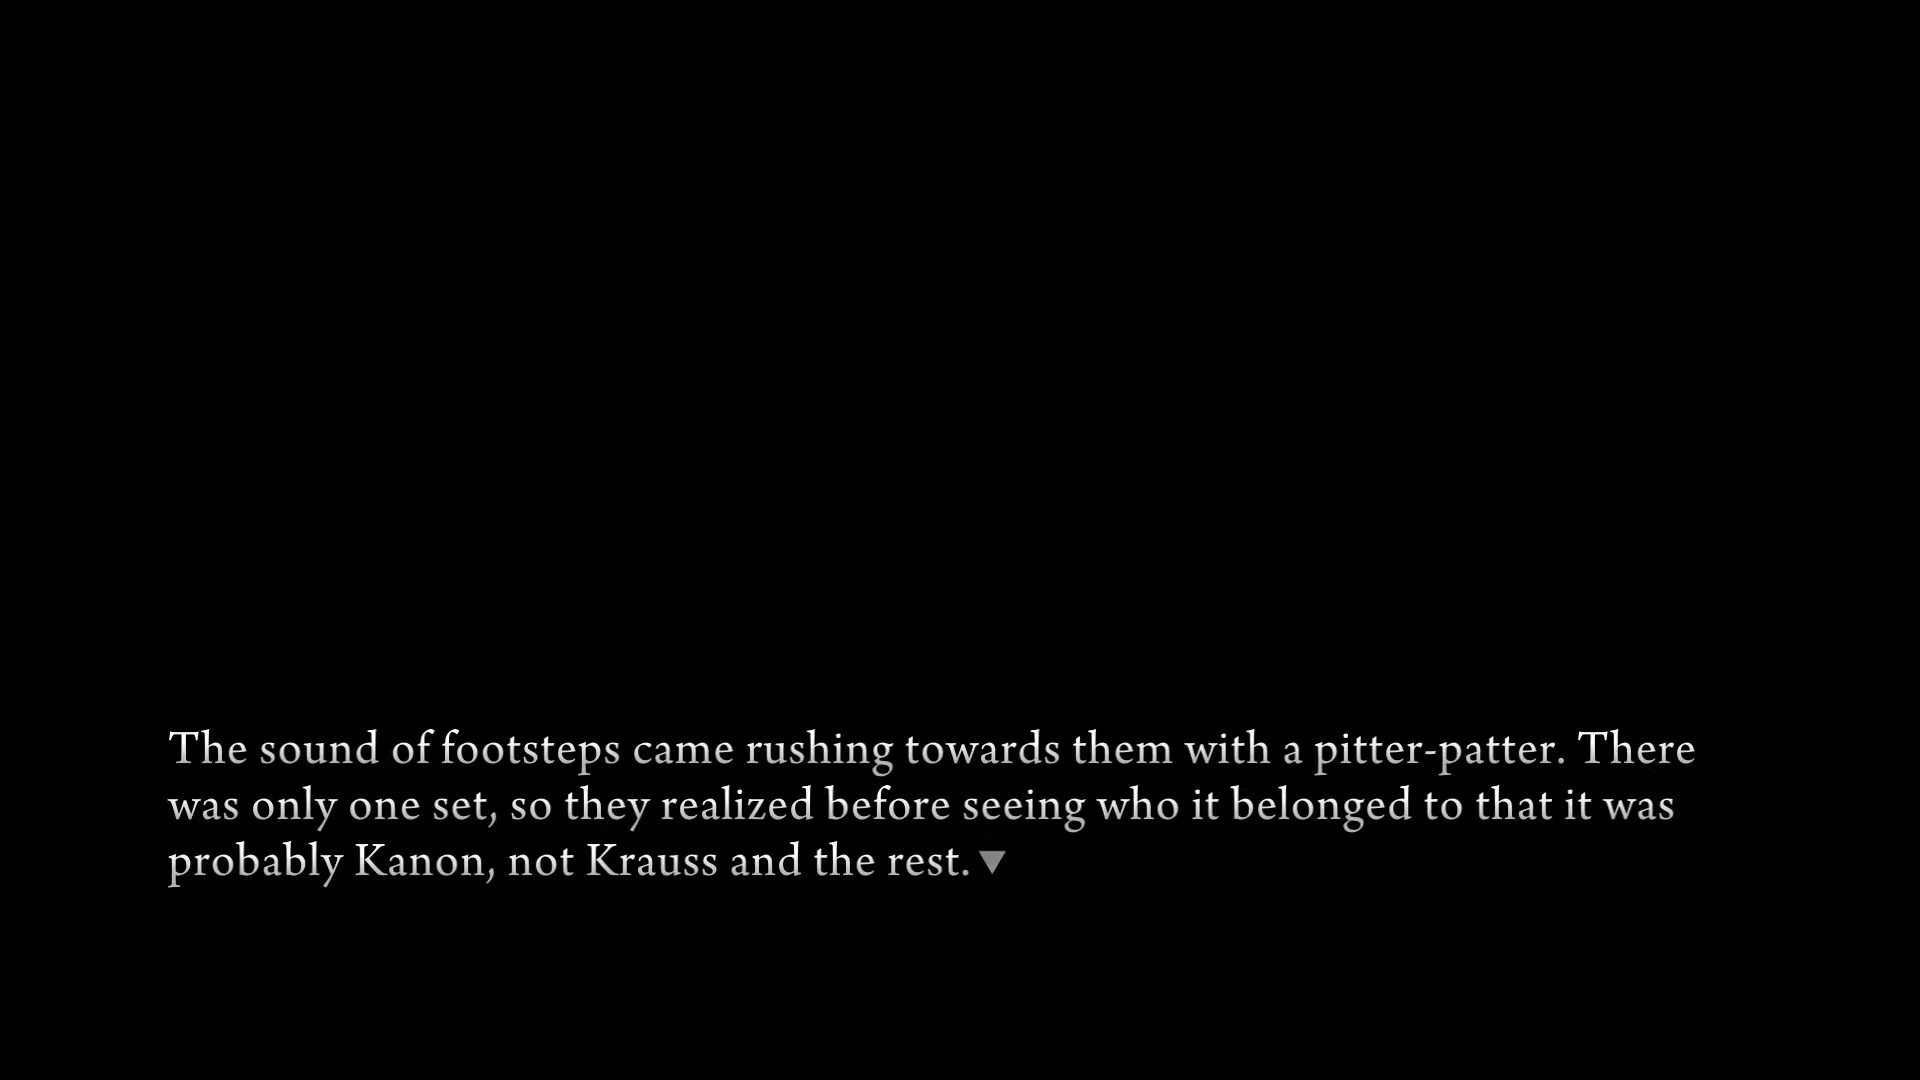 The sound of footsteps came rushing towards them with a pitter-patter. There
was only one set, so they realized before seeing who it belonged to that it was
probably Kanon, not Krauss and the rest.